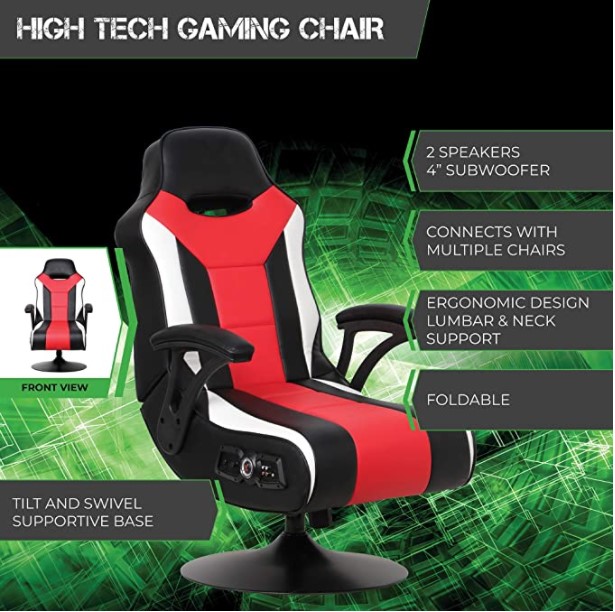 HIGH TECH GAMING CHAIR
2 SPEAKERS
4” SUBWOOFER
CONNECTS WITH
MULTIPLE CHAIRS
ERGONOMIC DESIGN
LUMBAR & NECK
SUPPORT
FRONT VIEW
FOLDABLE
TILT AND SWIVEL
SUPPORTIVE BASE